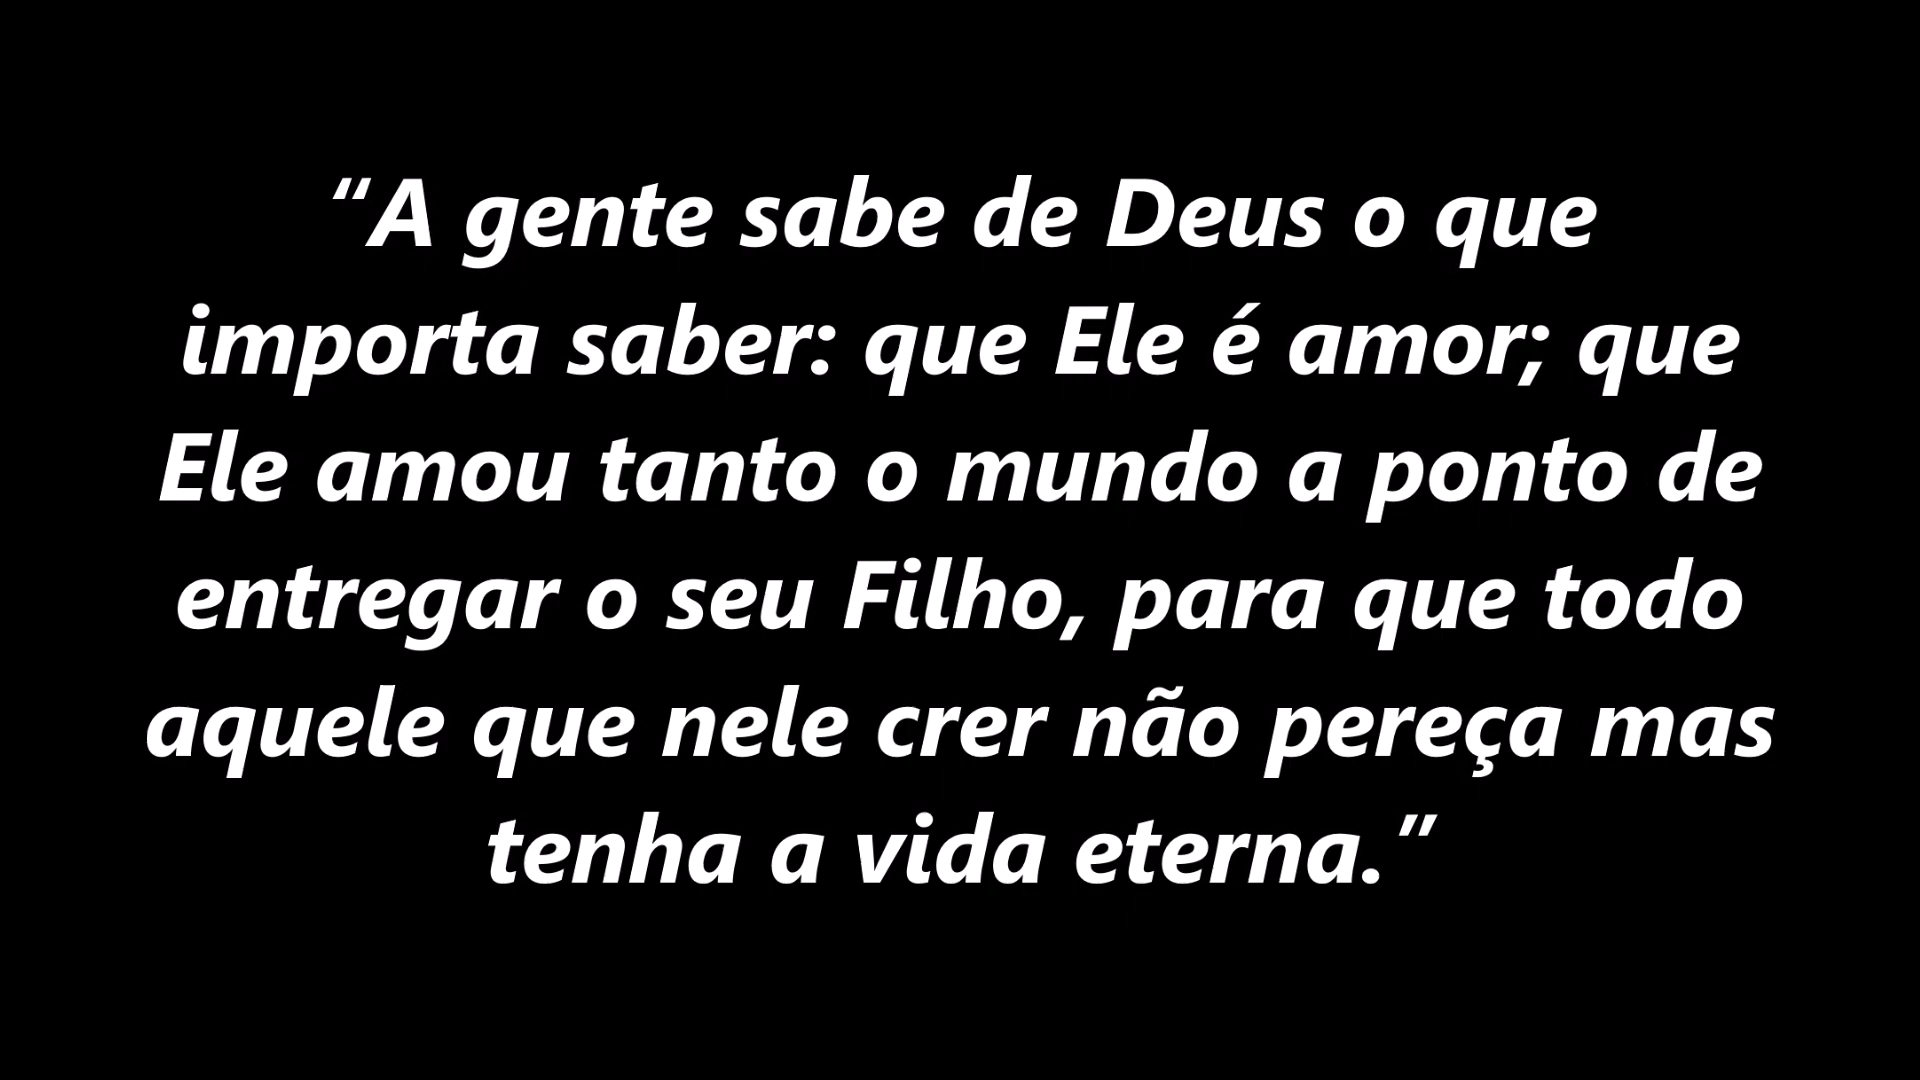 “A gente sabe de Deus o que
importa saber: que Ele é amor; que
Ele amou tanto o mundo a ponto de
entregar o seu Filho, para que todo
aquele que nele crer não pereça mas
tenha a vida eterna.”